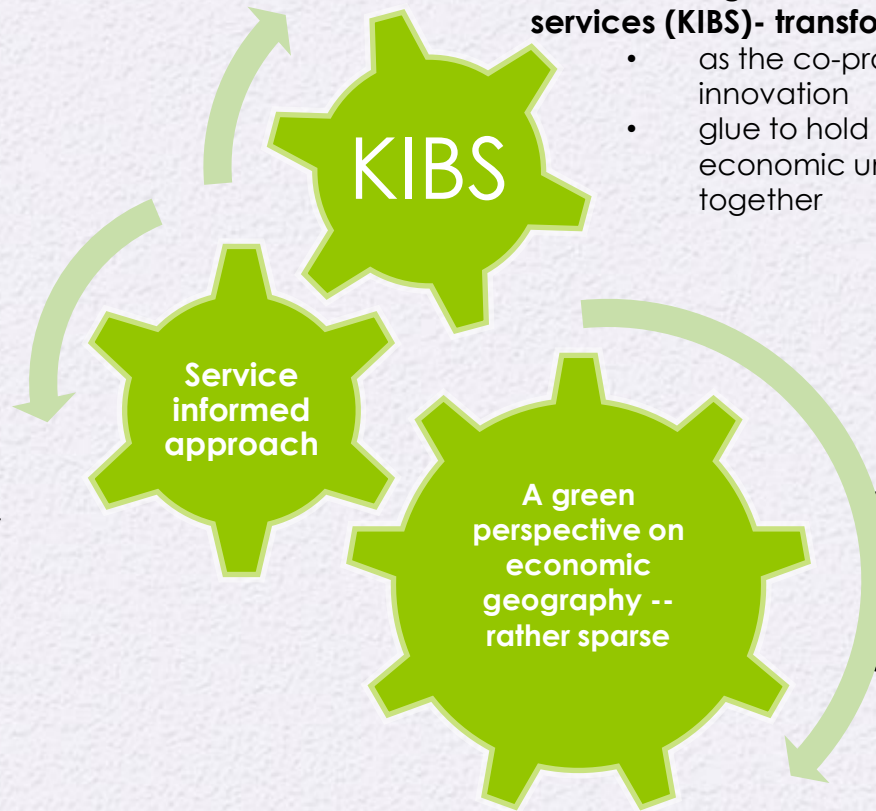 services (KIBS)- transfo
• as the co-pro
innovation
• glue to hold
economic un
together
KIBS
Service
informed
approach
A green
perspective on
economic
geography --
rather sparse